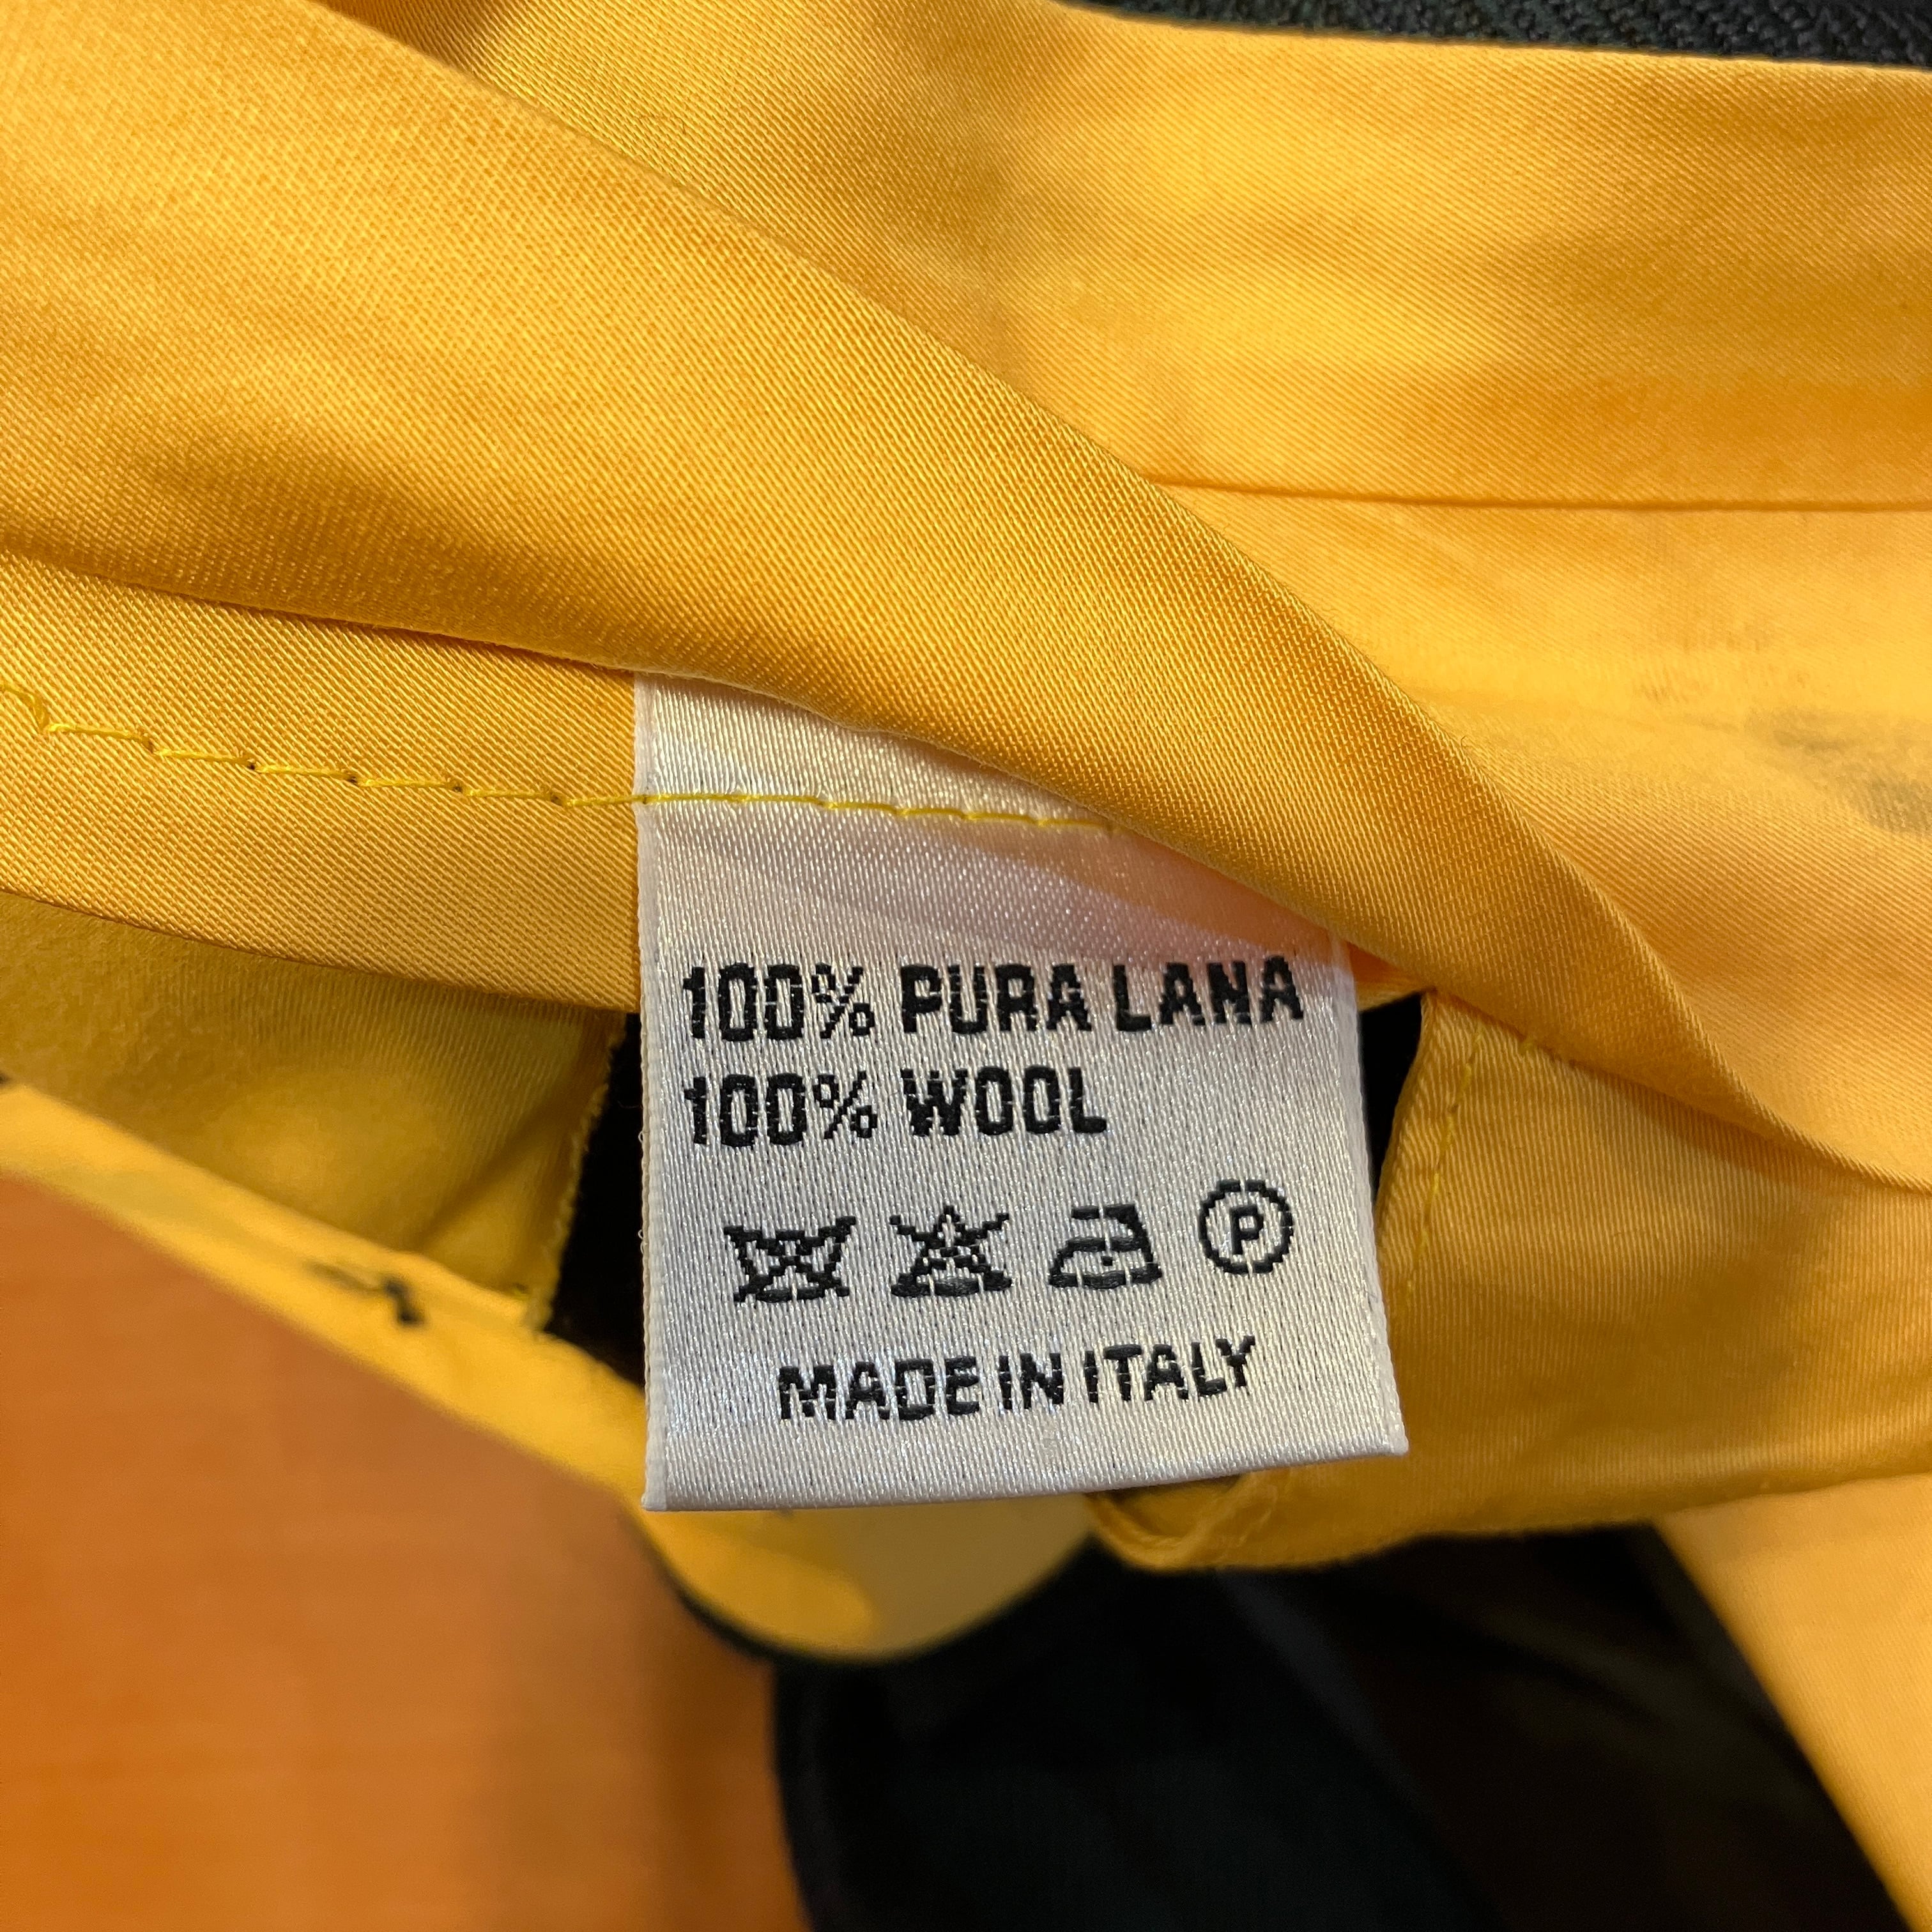 100% PURA LANA
100% WOOL
P
MADE IN ITALY